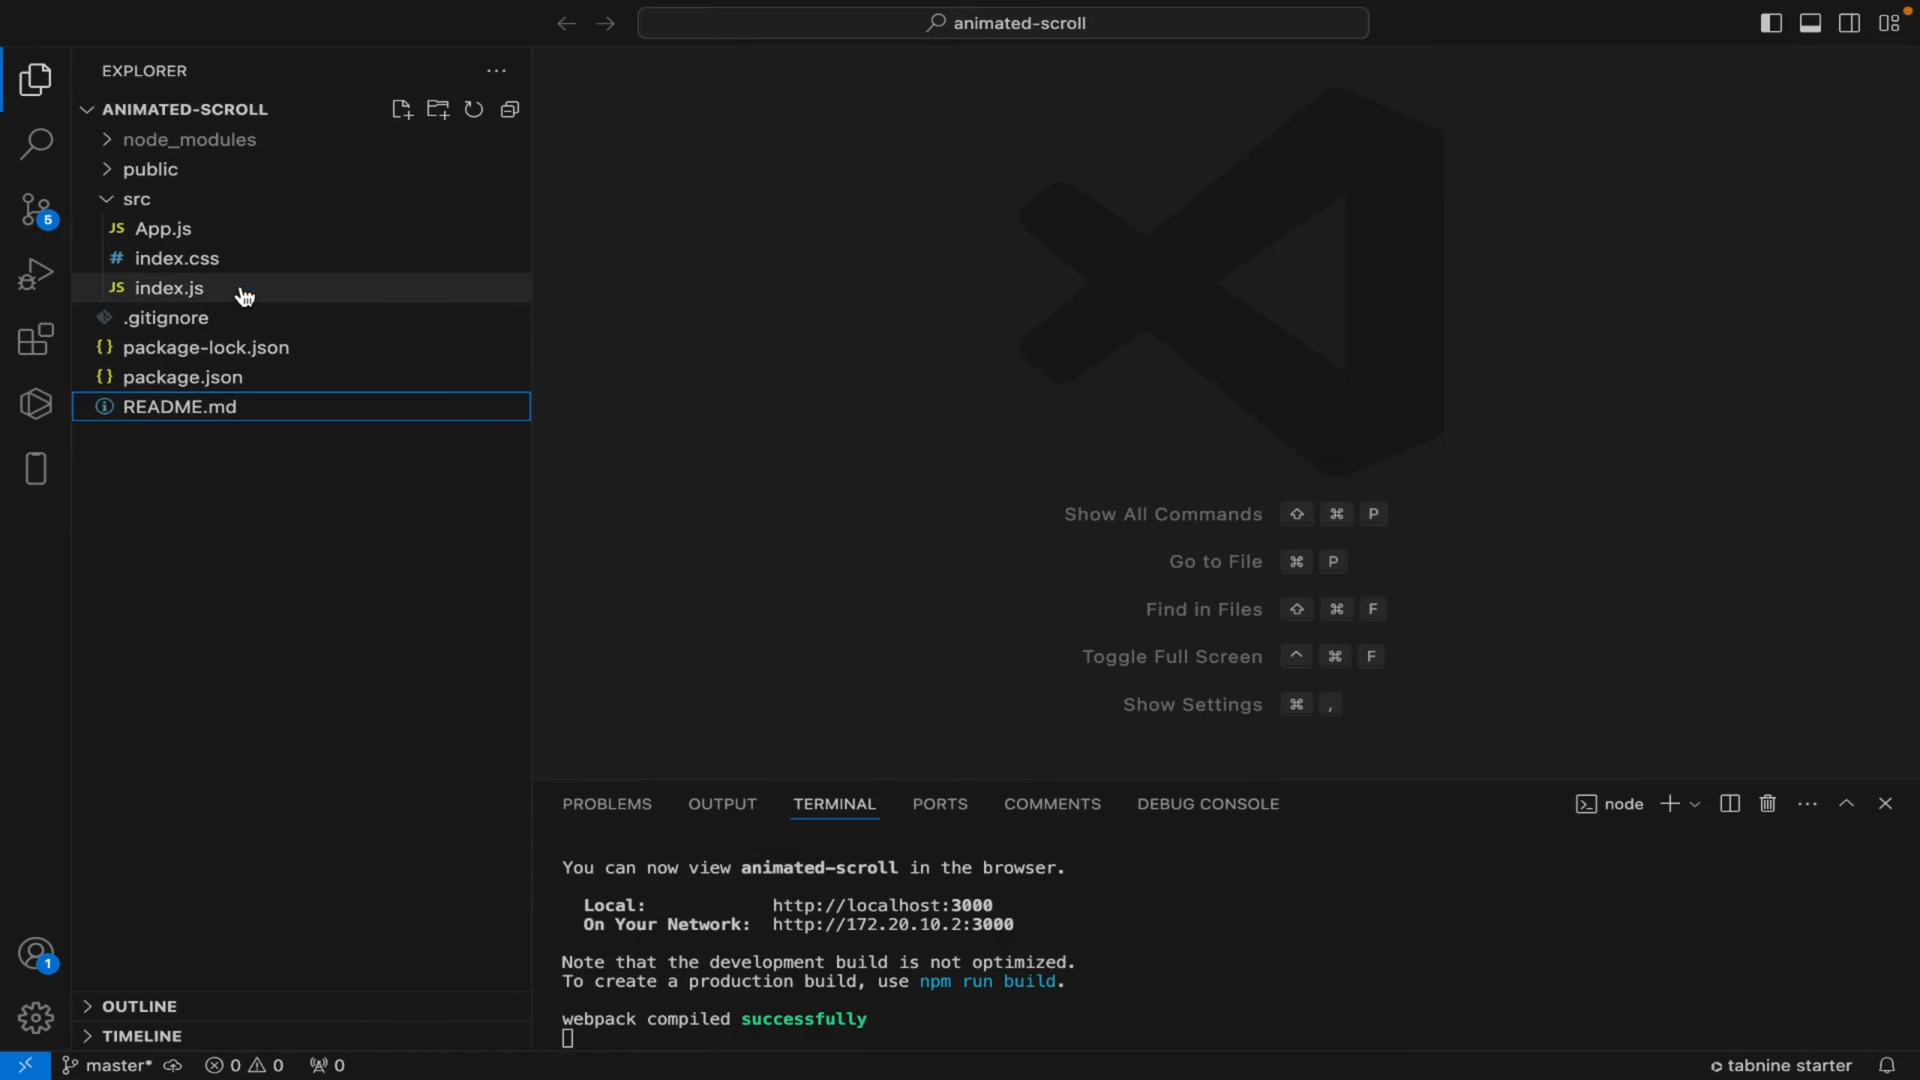 animated-scroll
EXPLORER
ANIMATED-SCROLL
node_modules
public
src
JS App.js
# index.css
JS index.js
.gitignore
{} package-lock.json
{} package.json
README.md
5
1
OUTLINE
TIMELINE
Show All Commands ⇧ ⌘ P
Go to File ⌘ P
Find in Files ⇧ ⌘ F
Toggle Full Screen ^ ⌘ F
Show Settings ⌘ ,
PROBLEMS OUTPUT TERMINAL PORTS COMMENTS DEBUG CONSOLE
node
You can now view animated-scroll in the browser.
Local: http://localhost:3000
On Your Network: http://172.20.10.2:3000
Note that the development build is not optimized.
To create a production build, use npm run build.
webpack compiled successfully
master* 0 0 0 tabnine starter